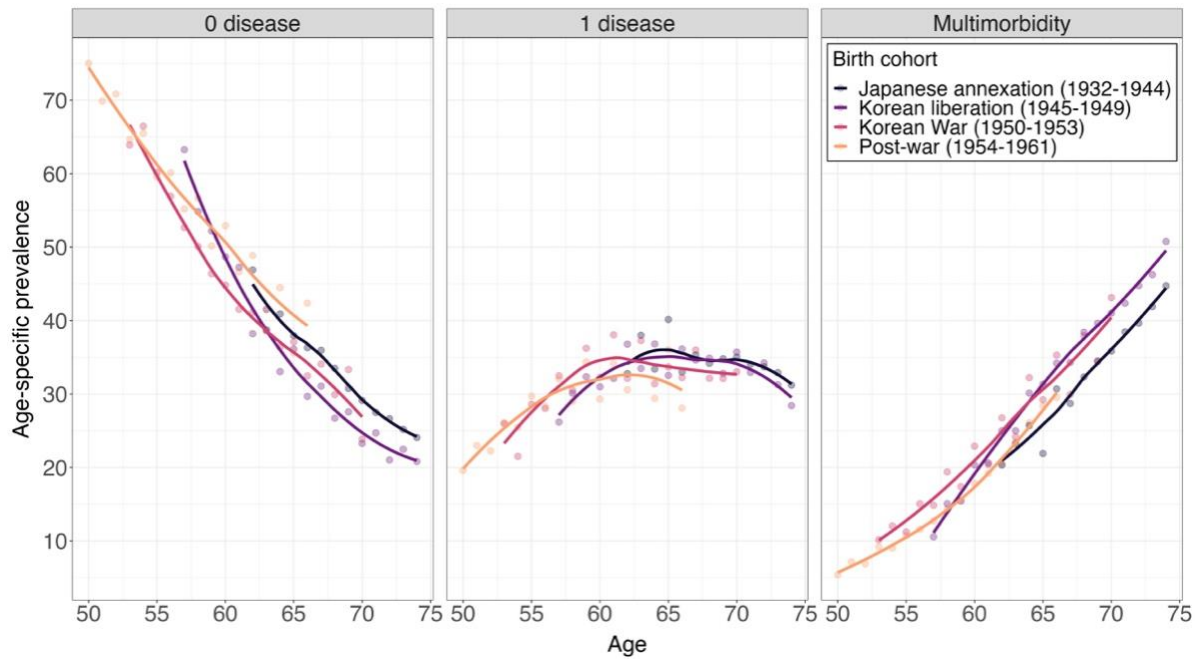 0 disease
1 disease
Multimorbidity
Birth cohort
Japanese annexation (1932-1944)
Korean liberation (1945-1949)
Korean War (1950-1953)
Post-war (1954-1961)
Age-specific prevalence
70
60
50
40
30
20
10
50 55 60 65 70 75 50 55 60 65 70 75 50 55 60 65 70 75
Age